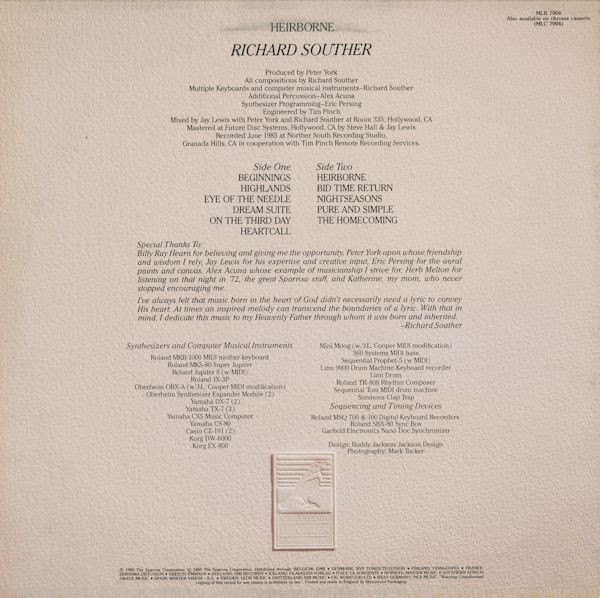 HEIRBORNE
RICHARD SOUTHER
MLR 7004
Also available on chrome cassette
(MLC 7004)
Produced by Peter York
All compositions by Richard Souther
Multiple Keyboards and computer musical instruments–Richard Souther
Additional Percussion–Alex Acuna
Synthesizer Programming–Eric Persing
Engineered by Tim Pinch
Mixed by Jay Lewis with Peter York and Richard Souther at Room 335, Hollywood, CA
Mastered at Future Disc Systems, Hollywood, CA by Steve Hall & Jay Lewis
Recorded June 1985 at Norther South Recording Studio,
Granada Hills, CA in cooperation with Tim Pinch Remote Recording Services.
Side One
BEGINNINGS
HIGHLANDS
EYE OF THE NEEDLE
DREAM SUITE
ON THE THIRD DAY
HEARTCALL
Side Two
HEIRBORNE
BID TIME RETURN
NIGHTSEASONS
PURE AND SIMPLE
THE HOMECOMING
Special Thanks To
Billy Ray Hearn for believing and giving me the opportunity, Peter York upon whose friendship
and wisdom I rely, Jay Lewis for his expertise and creative input, Eric Persing for the aural
paints and canvas, Alex Acuna whose example of musicianship I strive for, Herb Melton for
listening on that night in '72, the great Sparrow staff, and Katherine, my mom, who never
stopped encouraging me.
I've always felt that music born in the heart of God didn't necessarily need a lyric to convey
His heart. At times an inspired melody can transcend the boundaries of a lyric. With that in
mind, I dedicate this music to my Heavenly Father through whom it was born and inherited.
–Richard Souther
Synthesizers and Computer Musical Instruments
Roland MKB-1000 MIDI mother keyboard
Roland MKS-80 Super Jupiter
Roland Jupiter 8 (w/MIDI)
Roland JX-3P
Oberheim OBX-A (w/J.L. Cooper MIDI modification)
Oberheim Synthesizer Expander Module (2)
Yamaha DX-7 (2)
Yamaha TX-7 (2)
Yamaha CX5 Music Computer
Yamaha CS-80
Casio CZ-101 (2)
Korg DW-6000
Korg EX-800
Mini Moog (w/J.L. Cooper MIDI modification)
360 Systems MIDI bass
Sequential Prophet-5 (w/MIDI)
Linn 9000 Drum Machine/Keyboard recorder
Linn Drum
Roland TR-808 Rhythm Composer
Sequential Tom MIDI drum machine
Simmons Clap Trap
Sequencing and Timing Devices
Roland MSQ 700 & 100 Digital Keyboard Recorders
Roland SBX-80 Sync Box
Garfield Electronics Nano Doc Synchronizer
Design: Buddy Jackson/Jackson Design
Photography: Mark Tucker